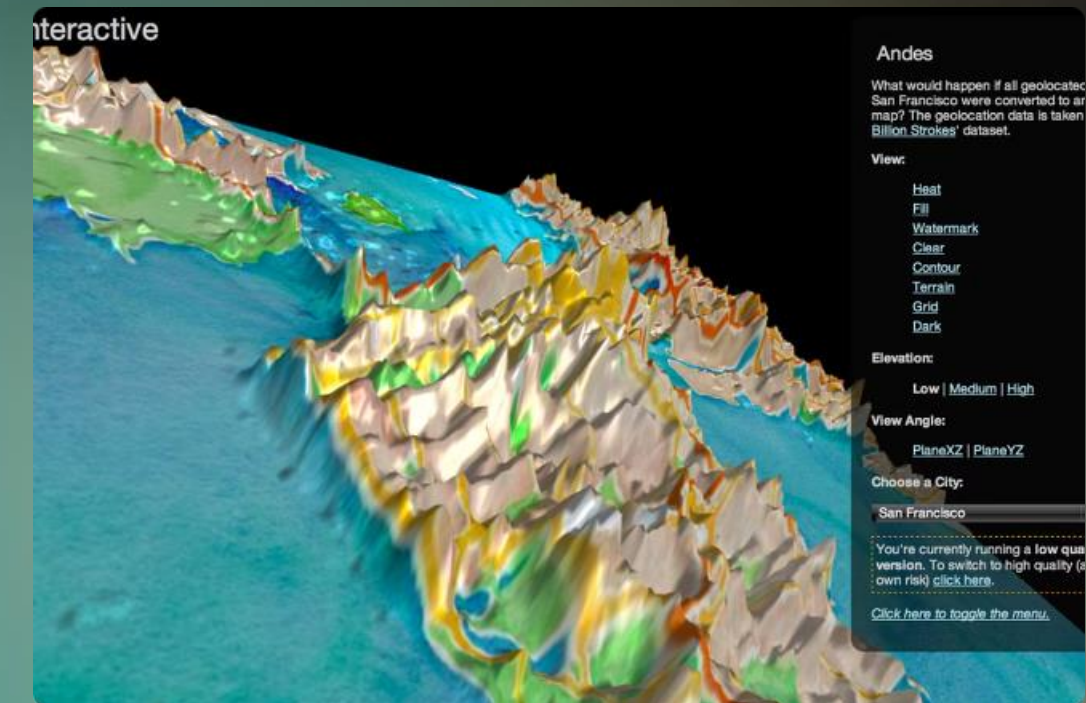 nteractive
Andes
What would happen if all geolocated
San Francisco were converted to an
map? The geolocation data is taken
Billion Strokes' dataset.
View:
Heat
Fill
Watermark
Clear
Contour
Terrain
Grid
Dark
Elevation:
Low | Medium | High
View Angle:
PlaneXZ | PlaneYZ
Choose a City:
San Francisco
You're currently running a low qua
version. To switch to high quality (a
own risk) click here.
Click here to toggle the menu.